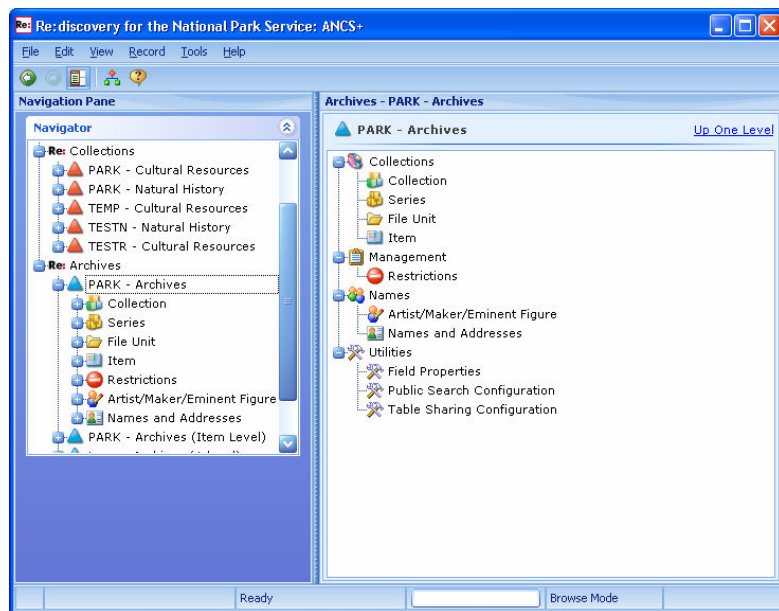 Re: Re:discovery for the National Park Service: ANCS+
File Edit View Record Tools Help
Navigation Pane
Navigator
Re: Collections
PARK - Cultural Resources
PARK - Natural History
TEMP - Cultural Resources
TESTN - Natural History
TESTR - Cultural Resources
Re: Archives
PARK - Archives
Collection
Series
File Unit
Item
Restrictions
Artist/Maker/Eminent Figure
Names and Addresses
PARK - Archives (Item Level)
Archives - PARK - Archives
PARK - Archives Up One Level
Collections
Collection
Series
File Unit
Item
Management
Restrictions
Names
Artist/Maker/Eminent Figure
Names and Addresses
Utilities
Field Properties
Public Search Configuration
Table Sharing Configuration
Ready Browse Mode